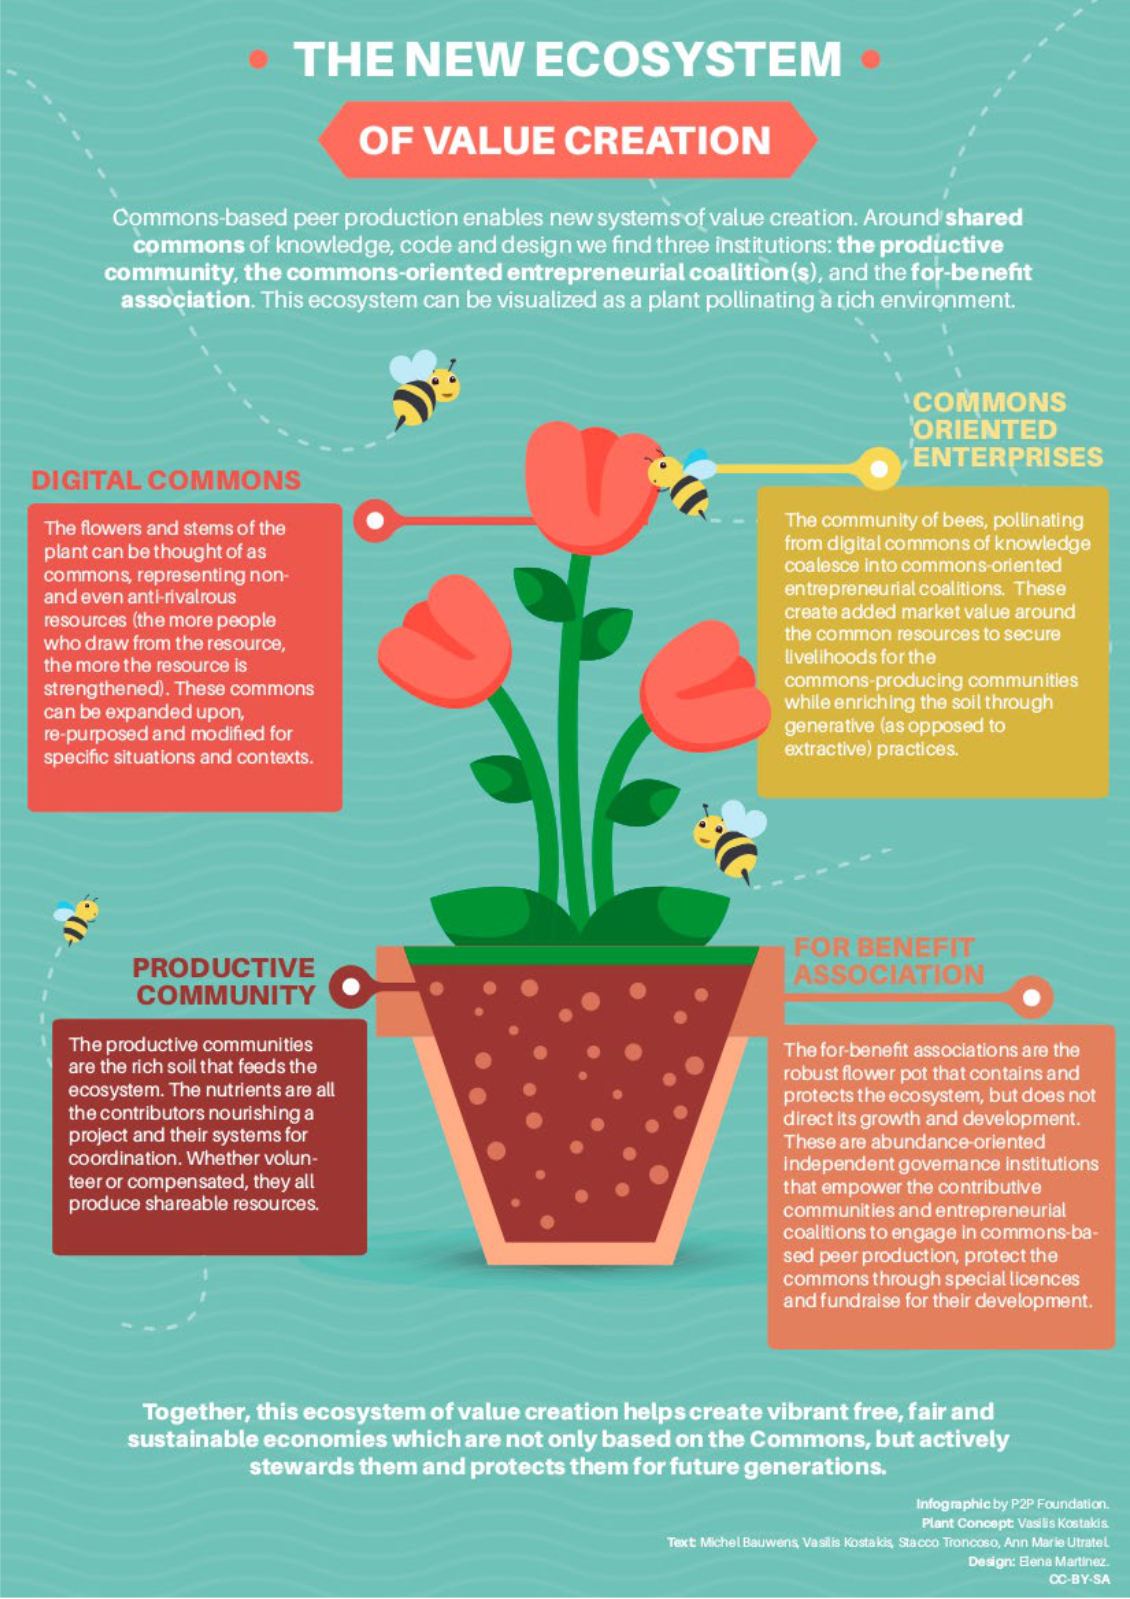 THE NEW ECOSYSTEM
OF VALUE CREATION
Commons-based peer production enables new systems of value creation. Around shared
commons of knowledge, code and design we find three institutions: the productive
community, the commons-oriented entrepreneurial coalition(s), and the for-benefit
association. This ecosystem can be visualized as a plant pollinating a rich environment.
DIGITAL COMMONS
The flowers and stems of the
plant can be thought of as
commons, representing non-
and even anti-rivalrous
resources (the more people
who draw from the resource,
the more the resource is
strengthened). These commons
can be expanded upon,
re-purposed and modified for
specific situations and contexts.
COMMONS
ORIENTED
ENTERPRISES
The community of bees, pollinating
from digital commons of knowledge
coalesce into commons-oriented
entrepreneurial coalitions. These
create added market value around
the common resources to secure
livelihoods for the
commons-producing communities
while enriching the soil through
generative (as opposed to
extractive) practices.
PRODUCTIVE
COMMUNITY
The productive communities
are the rich soil that feeds the
ecosystem. The nutrients are all
the contributors nourishing a
project and their systems for
coordination. Whether volun-
teer or compensated, they all
produce shareable resources.
FOR BENEFIT
ASSOCIATION
The for-benefit associations are the
robust flower pot that contains and
protects the ecosystem, but does not
direct its growth and development.
These are abundance-oriented
independent governance institutions
that empower the contributive
communities and entrepreneurial
coalitions to engage in commons-ba-
sed peer production, protect the
commons through special licences
and fundraise for their development.
Together, this ecosystem of value creation helps create vibrant free, fair and
sustainable economies which are not only based on the Commons, but actively
stewards them and protects them for future generations.
Infographic by P2P Foundation.
Plant Concept: Vasilis Kostakis.
Text: Michel Bauwens, Vasilis Kostakis, Stacco Troncoso, Ann Marie Utratel.
Design: Elena Martínez.
CC-BY-SA